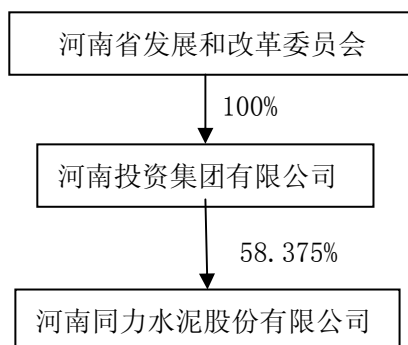 河南省发展和改革委员会
100%
河南投资集团有限公司
58.375%
河南同力水泥股份有限公司